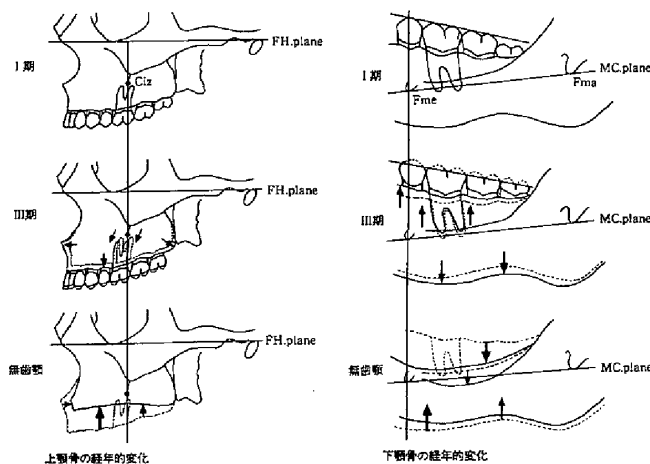 FH.plane
I 期
Clz
FH.plane
III期
FH.plane
無歯顎
上顎骨の経年的変化
I 期
MC.plane
Fma
Fme
III期
MC.plane
無歯顎
MC.plane
下顎骨の経年的変化